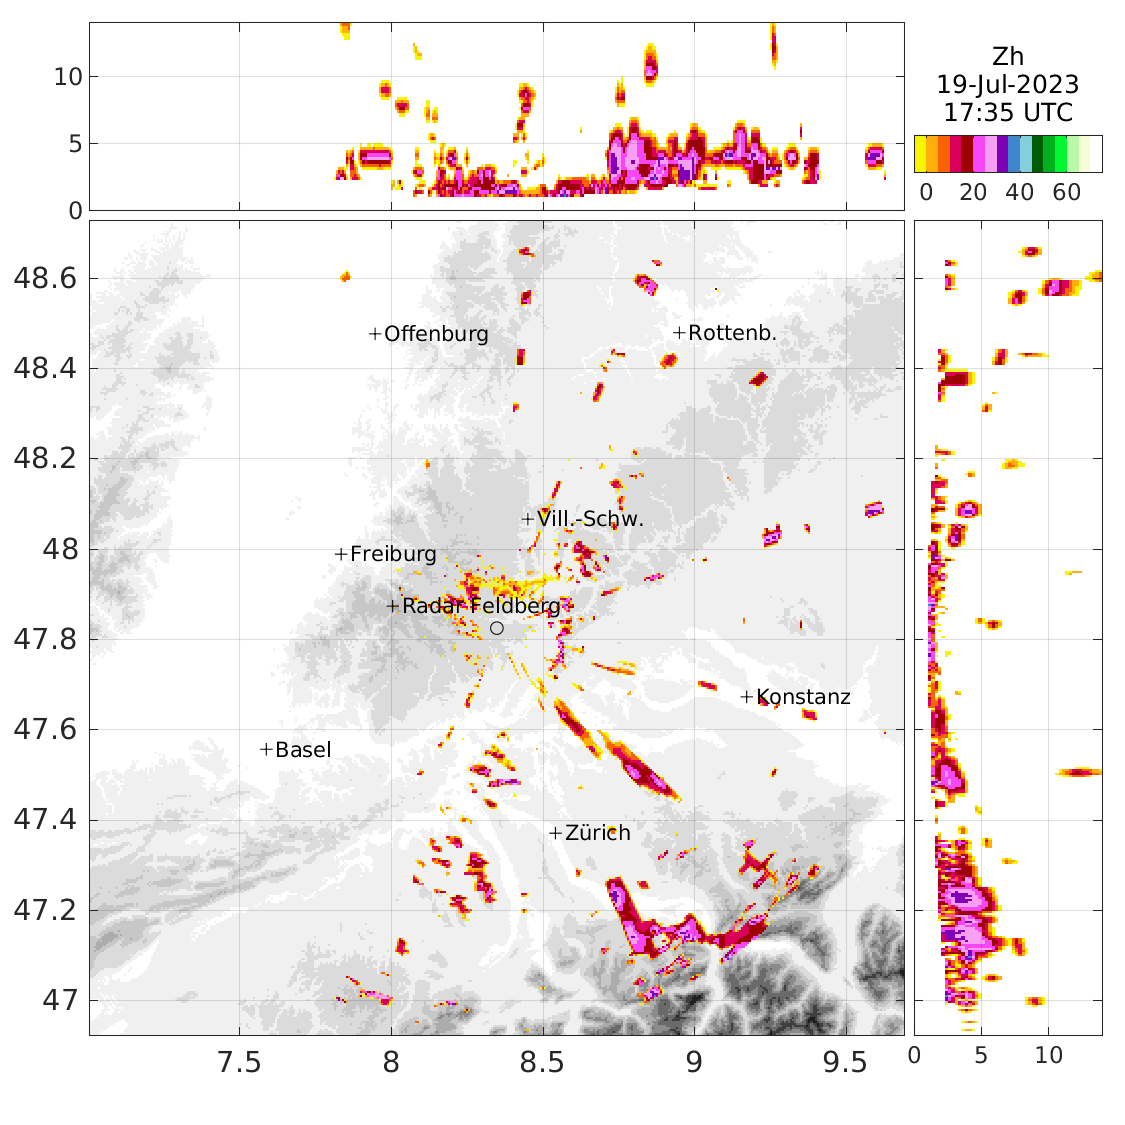 Zh
19-Jul-2023
17:35 UTC
0 20 40 60
10
5
0
48.6
48.4
48.2
48
47.8
47.6
47.4
47.2
47
+Offenburg
+Rottenb.
+Vill.-Schw.
+Freiburg
+Radar Feldberg
+Konstanz
+Basel
+Zürich
7.5 8 8.5 9 9.5
0 5 10